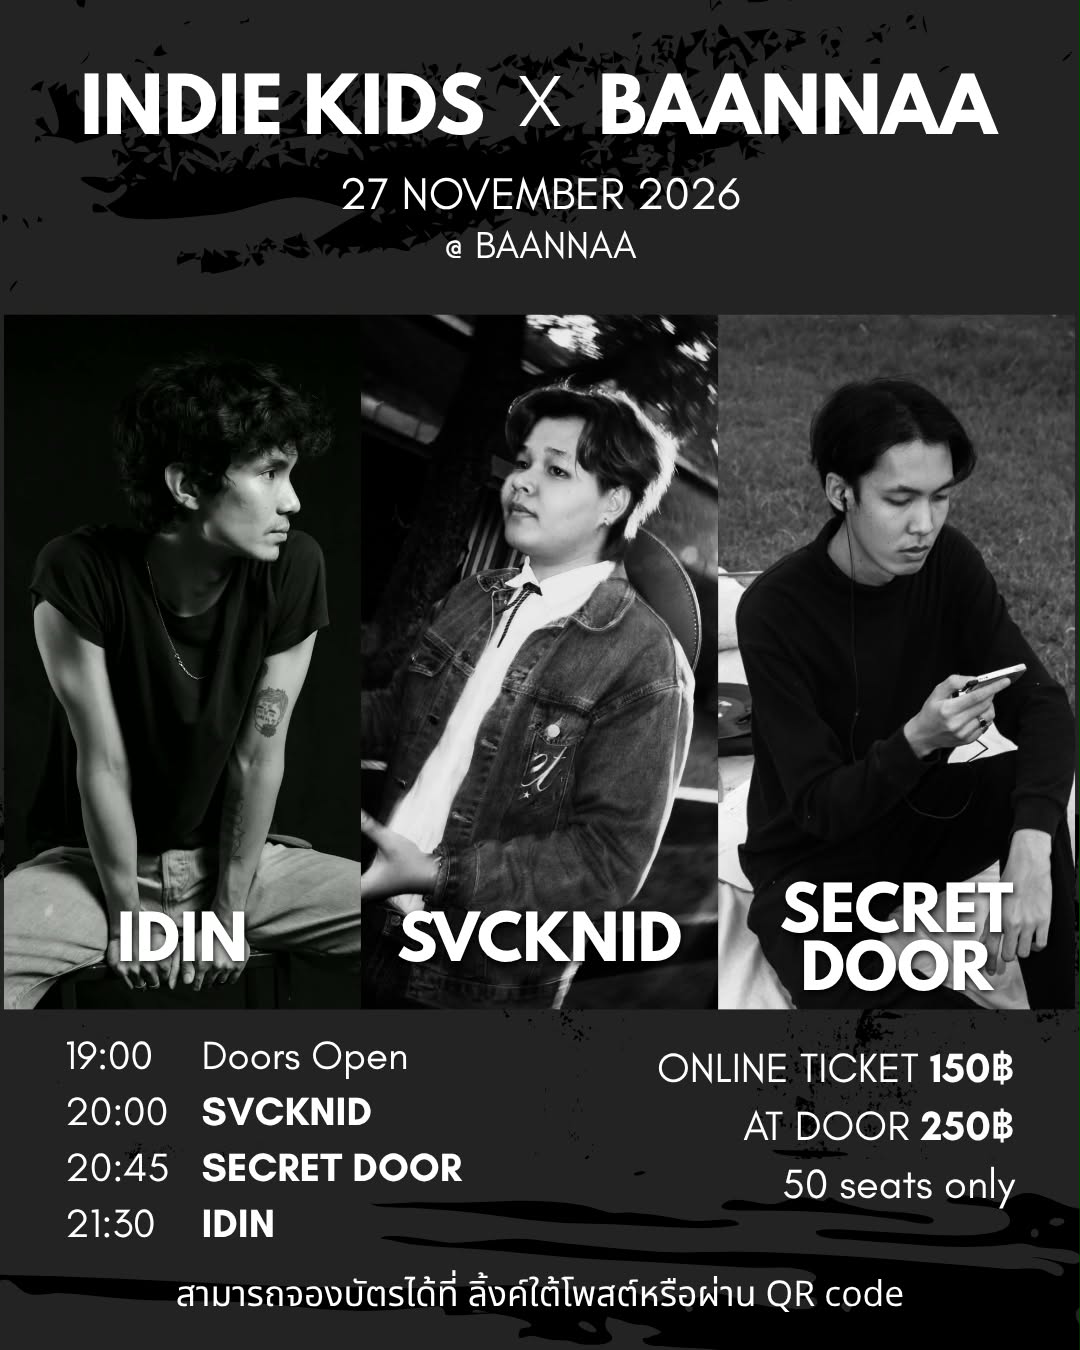 INDIE KIDS X BAANNAA
27 NOVEMBER 2026
@ BAANNAA
IDIN
SVCKNID
SECRET
DOOR
19:00 Doors Open
20:00 SVCKNID
20:45 SECRET DOOR
21:30 IDIN
ONLINE TICKET 150฿
AT DOOR 250฿
50 seats only
สามารถจองบัตรได้ที่ ลิ้งค์ใต้โพสต์หรือผ่าน QR code